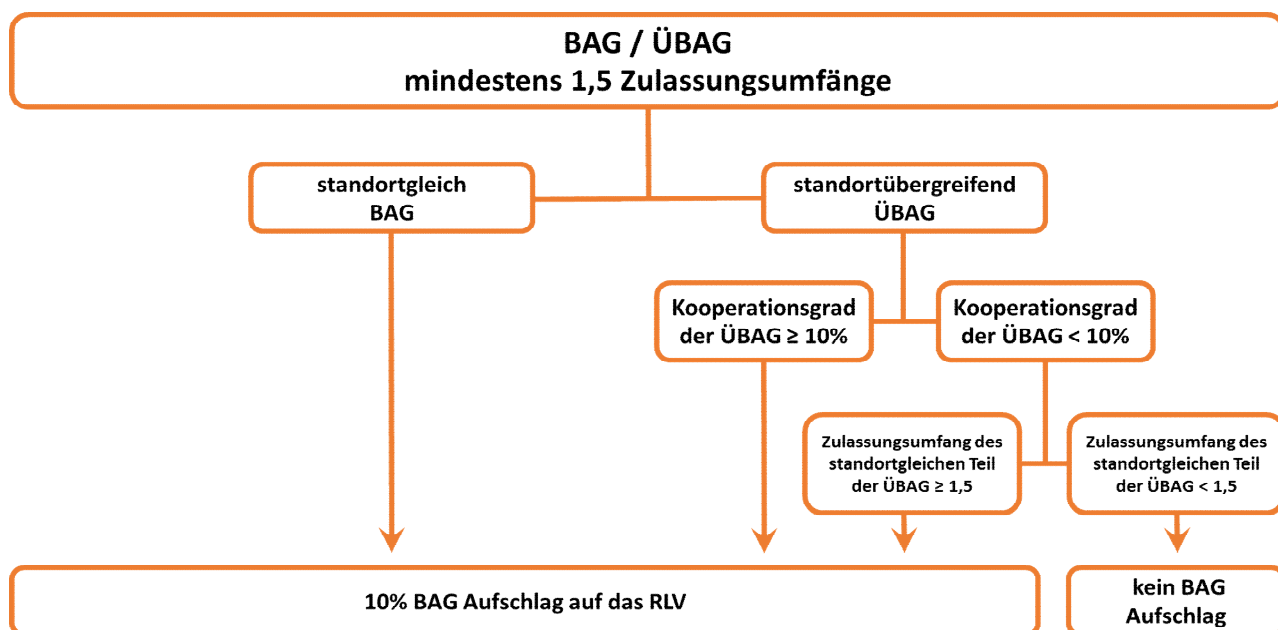 BAG / ÜBAG
mindestens 1,5 Zulassungsumfänge
standortgleich
BAG
standortübergreifend
ÜBAG
Kooperationsgrad
der ÜBAG ≥ 10%
Kooperationsgrad
der ÜBAG < 10%
Zulassungsumfang des
standortgleichen Teil
der ÜBAG ≥ 1,5
Zulassungsumfang des
standortgleichen Teil
der ÜBAG < 1,5
10% BAG Aufschlag auf das RLV
kein BAG
Aufschlag